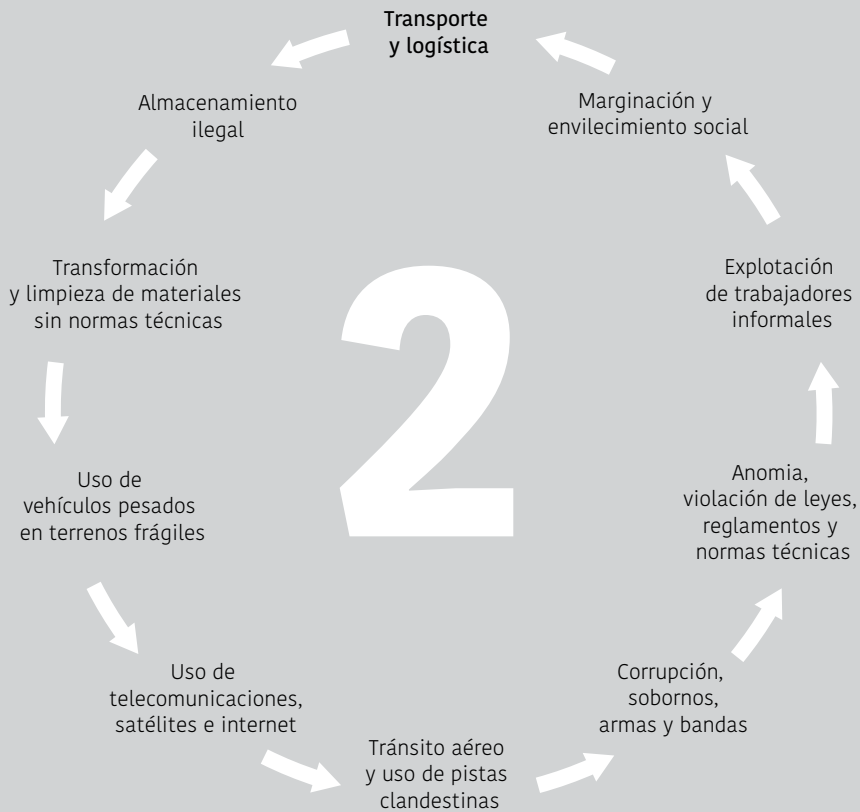 Transporte
y logística
Almacenamiento
ilegal
Transformación
y limpieza de materiales
sin normas técnicas
Uso de
vehículos pesados
en terrenos frágiles
Uso de
telecomunicaciones,
satélites e internet
Tránsito aéreo
y uso de pistas
clandestinas
Corrupción,
sobornos,
armas y bandas
Anomia,
violación de leyes,
reglamentos y
normas técnicas
Explotación
de trabajadores
informales
Marginación y
envilecimiento social
2